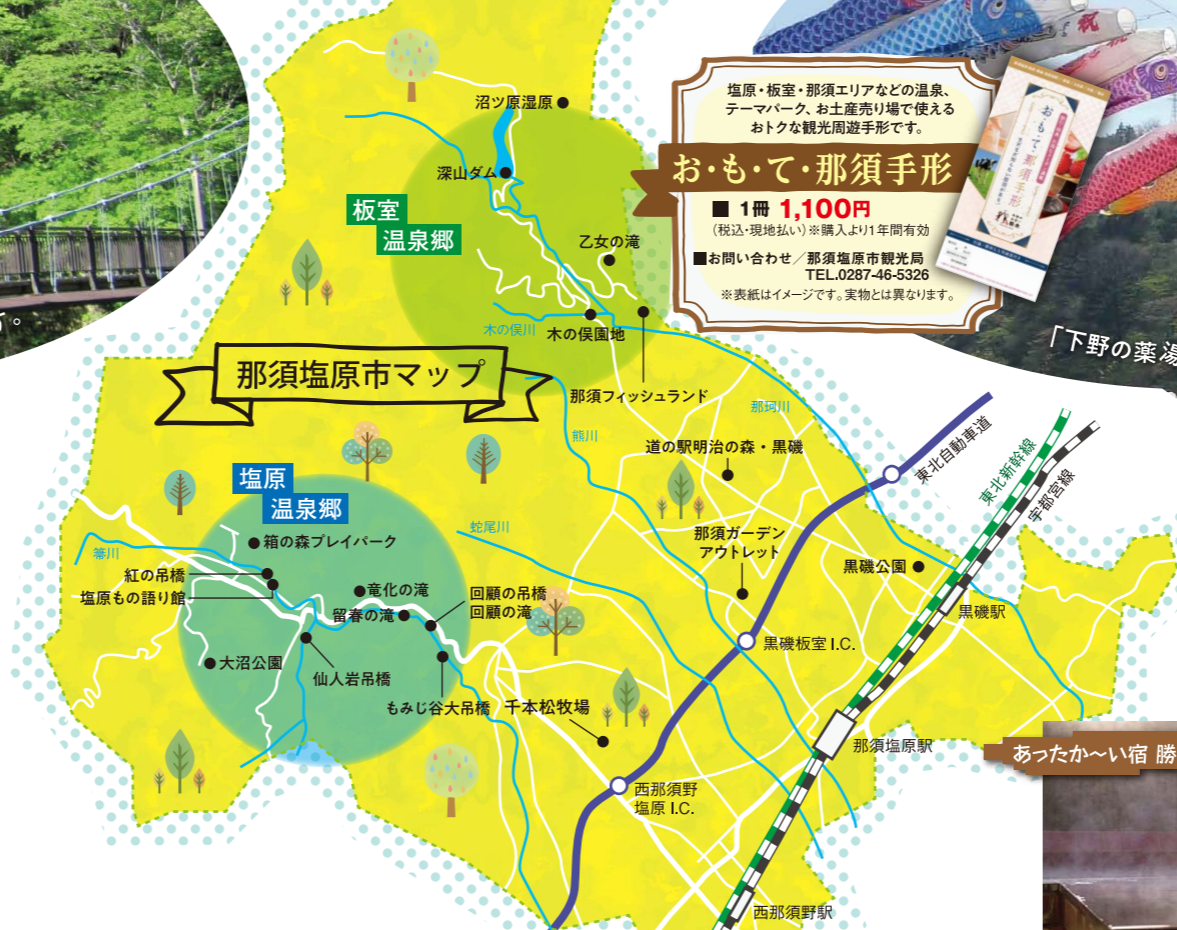 塩原・板室・那須エリアなどの温泉、
テーマパーク、お土産売り場で使える
おトクな観光周遊手形です。
お・も・て・那須手形
■ 1冊 1,100円
（税込・現地払い）※購入より1年間有効
■お問い合わせ／那須塩原市観光局
TEL.0287-46-5326
※表紙はイメージです。実物とは異なります。
お・も・て・那須手形
祝
「下野の薬湯
す。
那須塩原市マップ
板室
温泉郷
沼ツ原湿原
深山ダム
乙女の滝
木の俣川
木の俣園地
那須フィッシュランド
那珂川
熊川
道の駅明治の森・黒磯
東北自動車道
東北新幹線
宇都宮線
塩原
温泉郷
蛇尾川
那須ガーデン
アウトレット
箒川
箱の森プレイパーク
紅の吊橋
塩原もの語り館
竜化の滝
留春の滝
回顧の吊橋
回顧の滝
黒磯公園
黒磯駅
黒磯板室 I.C.
大沼公園
仙人岩吊橋
もみじ谷大吊橋
千本松牧場
那須塩原駅
西那須野
塩原 I.C.
西那須野駅
あったか〜い宿 勝